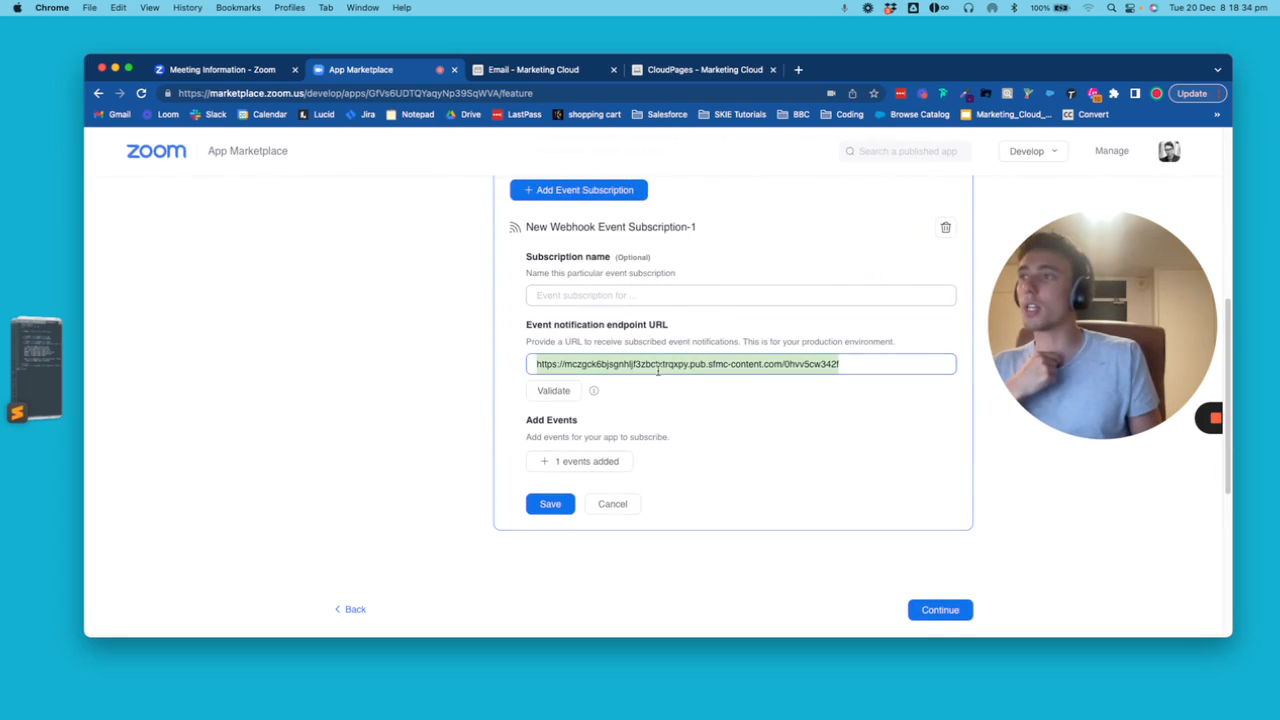 Chrome File Edit View History Bookmarks Profiles Tab Window Help 100% Tue 20 Dec 8 18 34 pm
Meeting Information - Zoom App Marketplace Email - Marketing Cloud CloudPages - Marketing Cloud
https://marketplace.zoom.us/develop/apps/GfVs6UDTQYaqyNp39SqWVA/feature Update
Gmail Loom Slack Calendar Lucid Jira Notepad Drive LastPass shopping cart Salesforce SKIE Tutorials BBC Coding Browse Catalog Marketing_Cloud_... Convert »
zoom App Marketplace Search a published app Develop Manage
+ Add Event Subscription
New Webhook Event Subscription-1
Subscription name (Optional)
Name this particular event subscription
Event subscription for ...
Event notification endpoint URL
Provide a URL to receive subscribed event notifications. This is for your production environment.
Validate
Add Events
Add events for your app to subscribe.
+ 1 events added
Save Cancel
< Back Continue